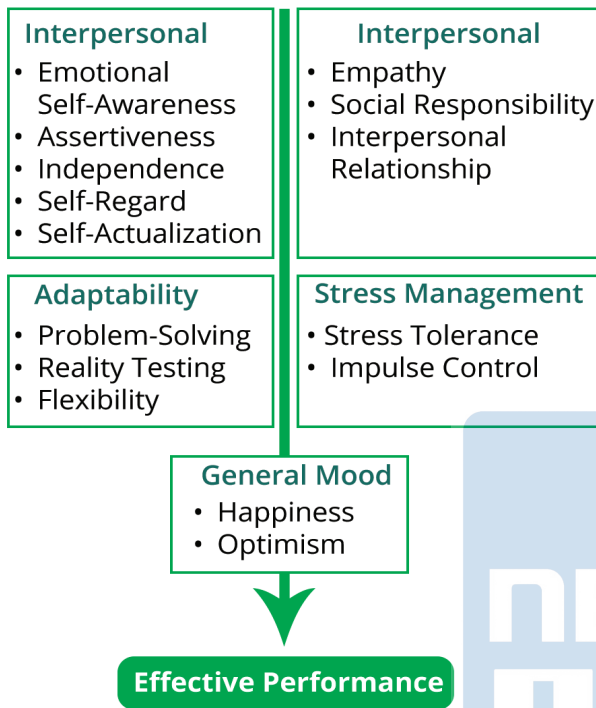 Interpersonal
• Emotional
Self-Awareness
• Assertiveness
• Independence
• Self-Regard
• Self-Actualization
Interpersonal
• Empathy
• Social Responsibility
• Interpersonal
Relationship
Adaptability
• Problem-Solving
• Reality Testing
• Flexibility
Stress Management
• Stress Tolerance
• Impulse Control
General Mood
• Happiness
• Optimism
Effective Performance